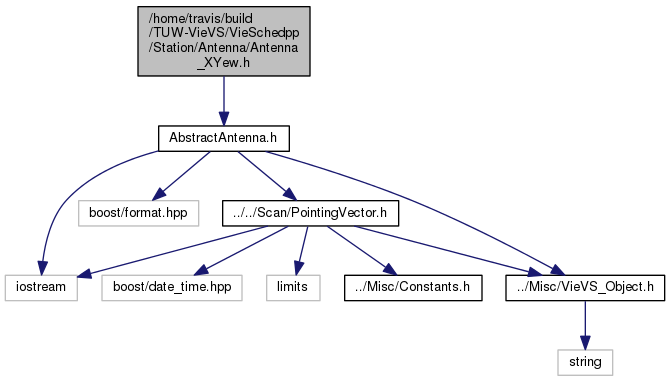 /home/travis/build
/TUW-VieVS/VieSchedpp
/Station/Antenna/Antenna
_XYew.h
AbstractAntenna.h
boost/format.hpp
../../Scan/PointingVector.h
iostream
boost/date_time.hpp
limits
../Misc/Constants.h
../Misc/VieVS_Object.h
string